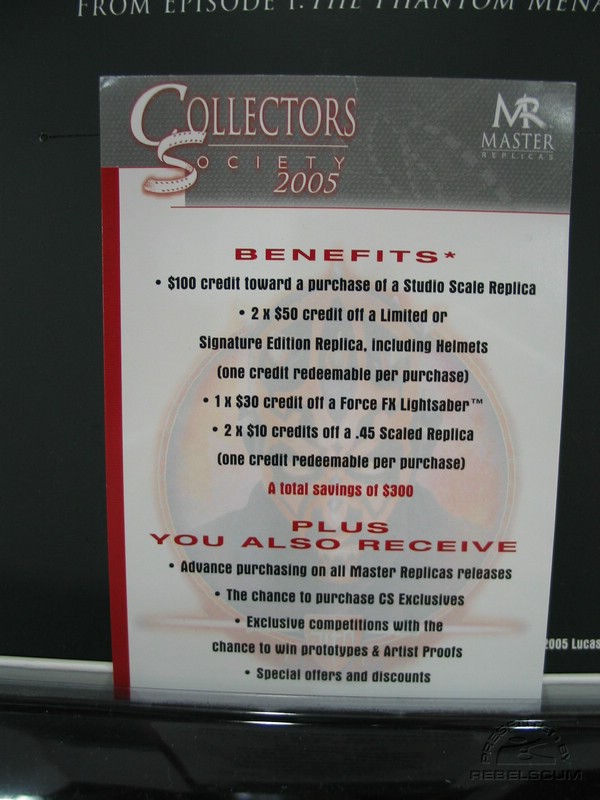 FROM EPISODE I: THE PHANTOM MENA
COLLECTORS
SOCIETY
2005
MR
MASTER
REPLICAS
BENEFITS*
• $100 credit toward a purchase of a Studio Scale Replica
• 2 x $50 credit off a Limited or
Signature Edition Replica, including Helmets
(one credit redeemable per purchase)
• 1 x $30 credit off a Force FX Lightsaber™
• 2 x $10 credits off a .45 Scaled Replica
(one credit redeemable per purchase)
A total savings of $300
PLUS
YOU ALSO RECEIVE
• Advance purchasing on all Master Replicas releases
• The chance to purchase CS Exclusives
• Exclusive competitions with the
chance to win prototypes & Artist Proofs
• Special offers and discounts
2005 Lucas
PRESENTED BY
REBELSCUM